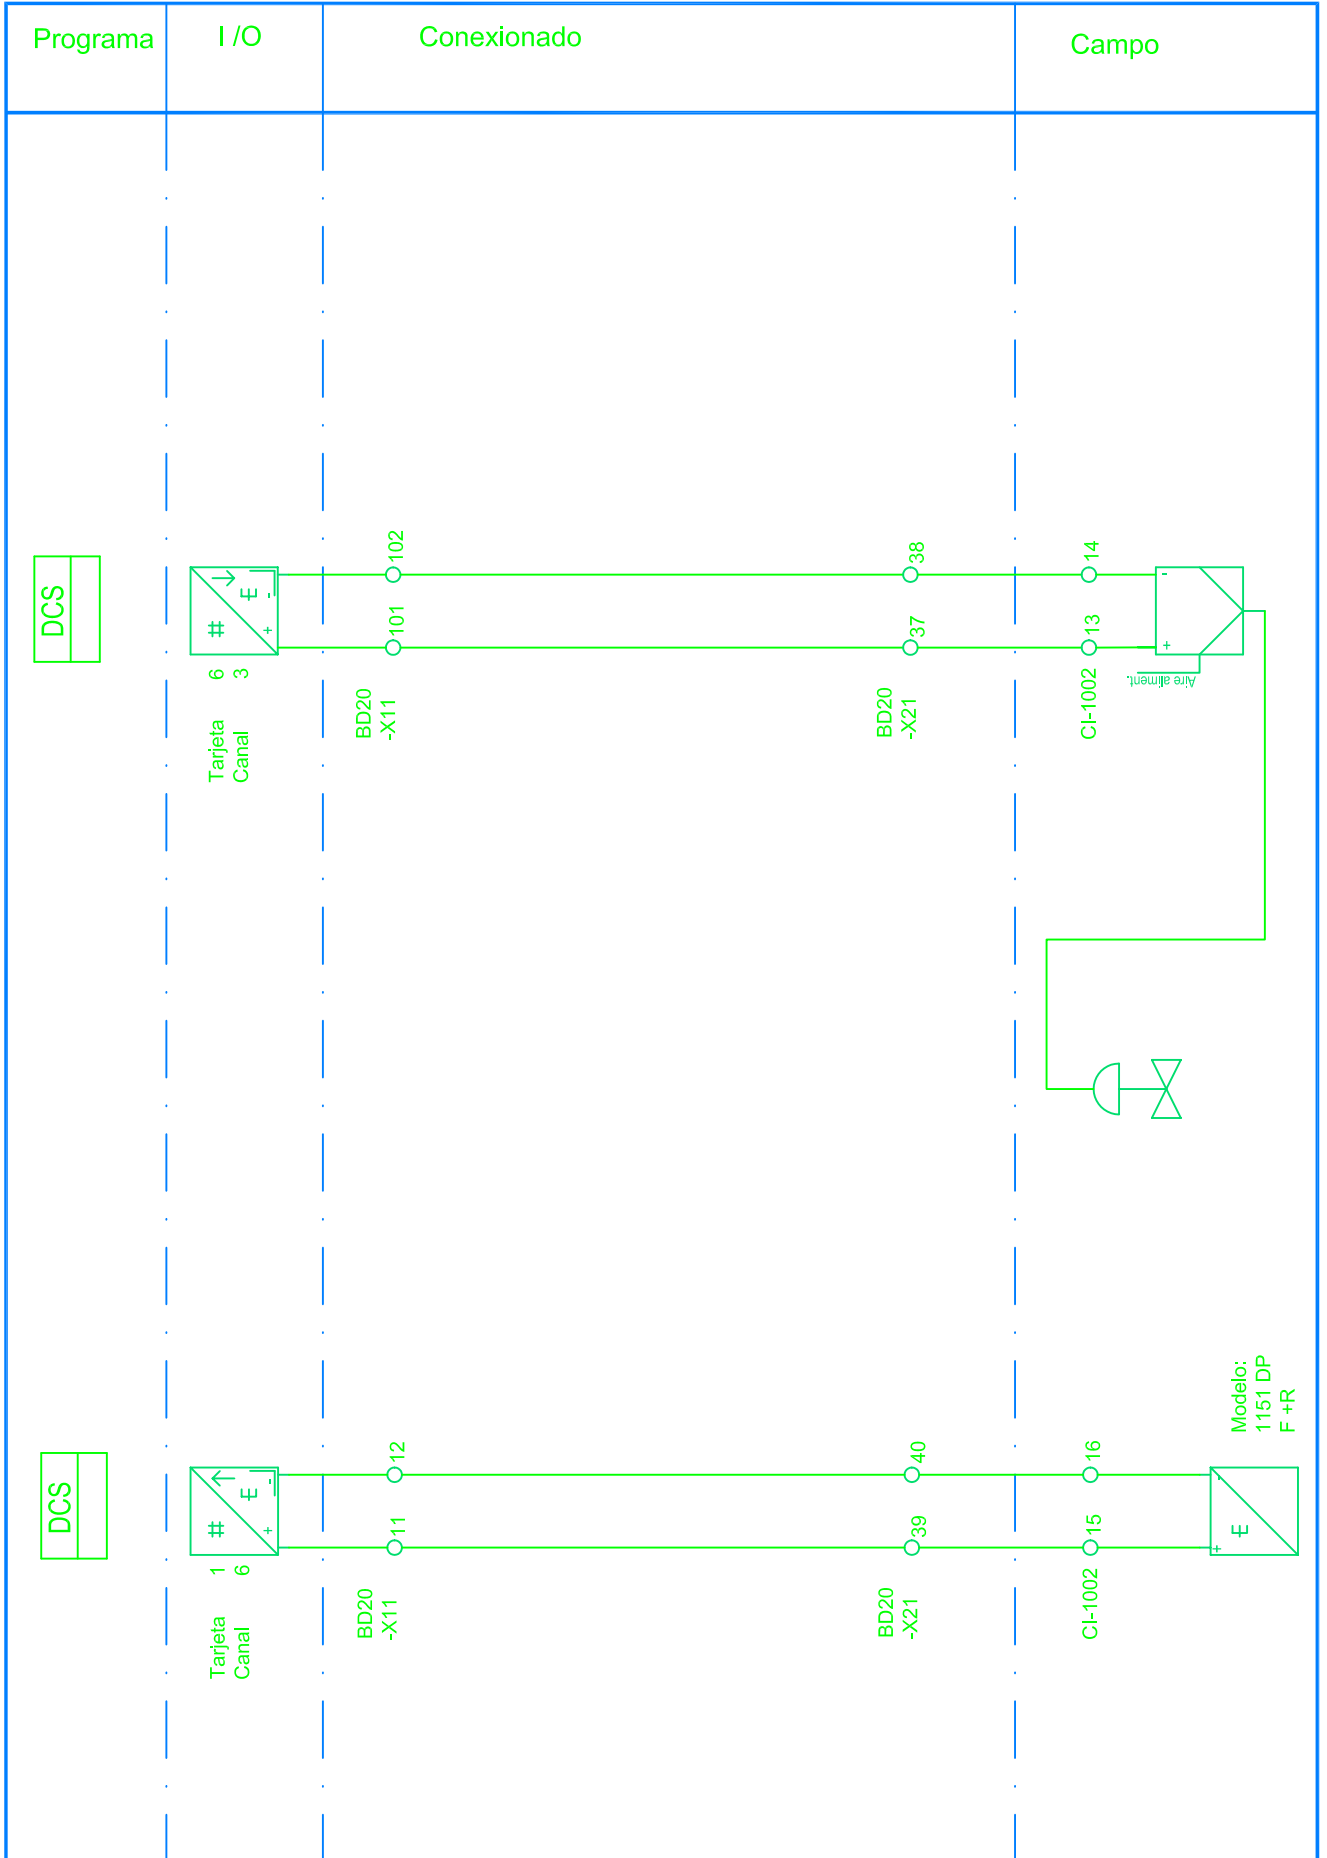 Programa
I /O
Conexionado
Campo
DCS
#
E
-
+
6
3
Tarjeta
Canal
102
101
BD20
-X11
38
37
BD20
-X21
14
13
CI-1002
-
+
Aire aliment.
DCS
#
E
-
+
1
6
Tarjeta
Canal
12
11
BD20
-X11
40
39
BD20
-X21
16
15
CI-1002
Modelo:
1151 DP
F +R
-
+
E